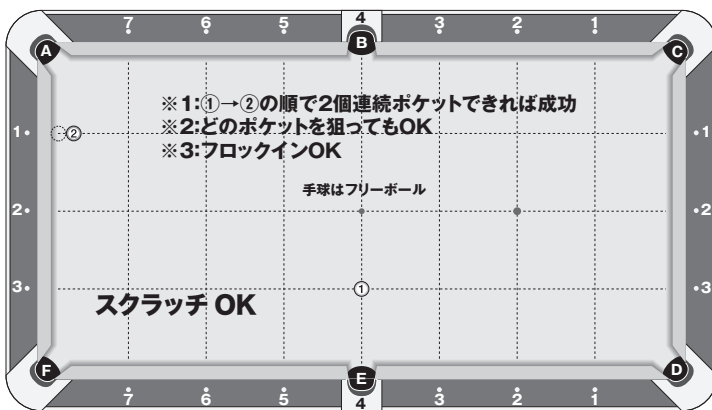 7 6 5 4 3 2 1
A B C
※1:①→②の順で2個連続ポケットできれば成功
1 ② ※2:どのポケットを狙ってもOK 1
※3:フロックインOK
手球はフリーボール
2 2
3 ① 3
スクラッチ OK
F E D
7 6 5 4 3 2 1